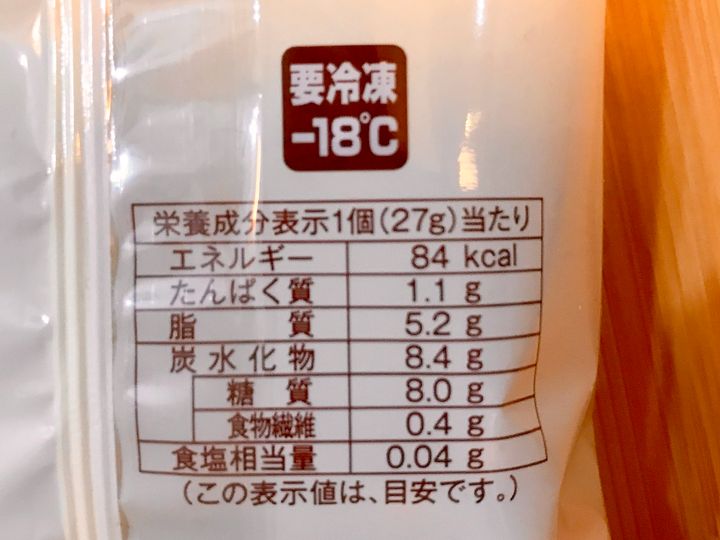 要冷凍
-18℃
栄養成分表示1個(27g)当たり
エネルギー 84 kcal
たんぱく質 1.1 g
脂質 5.2 g
炭水化物 8.4 g
糖質 8.0 g
食物繊維 0.4 g
食塩相当量 0.04 g
(この表示値は、目安です。)